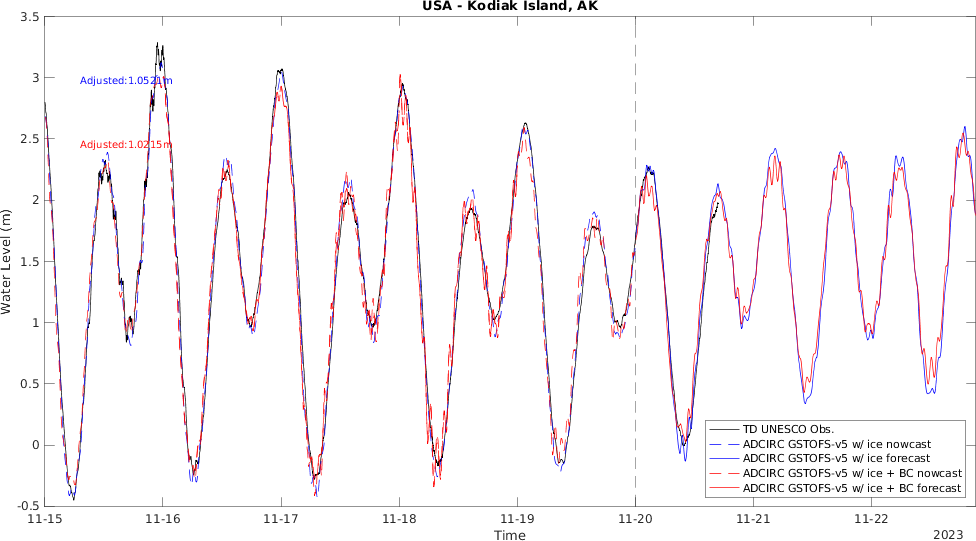 USA - Kodiak Island, AK
3.5
3
2.5
2
1.5
1
0.5
0
-0.5
Water Level (m)
Adjusted:1.0521m
Adjusted:1.0215m
TD UNESCO Obs.
ADCIRC GSTOFS-v5 w/ ice nowcast
ADCIRC GSTOFS-v5 w/ ice forecast
ADCIRC GSTOFS-v5 w/ ice + BC nowcast
ADCIRC GSTOFS-v5 w/ ice + BC forecast
11-15 11-16 11-17 11-18 11-19 11-20 11-21 11-22
Time
2023